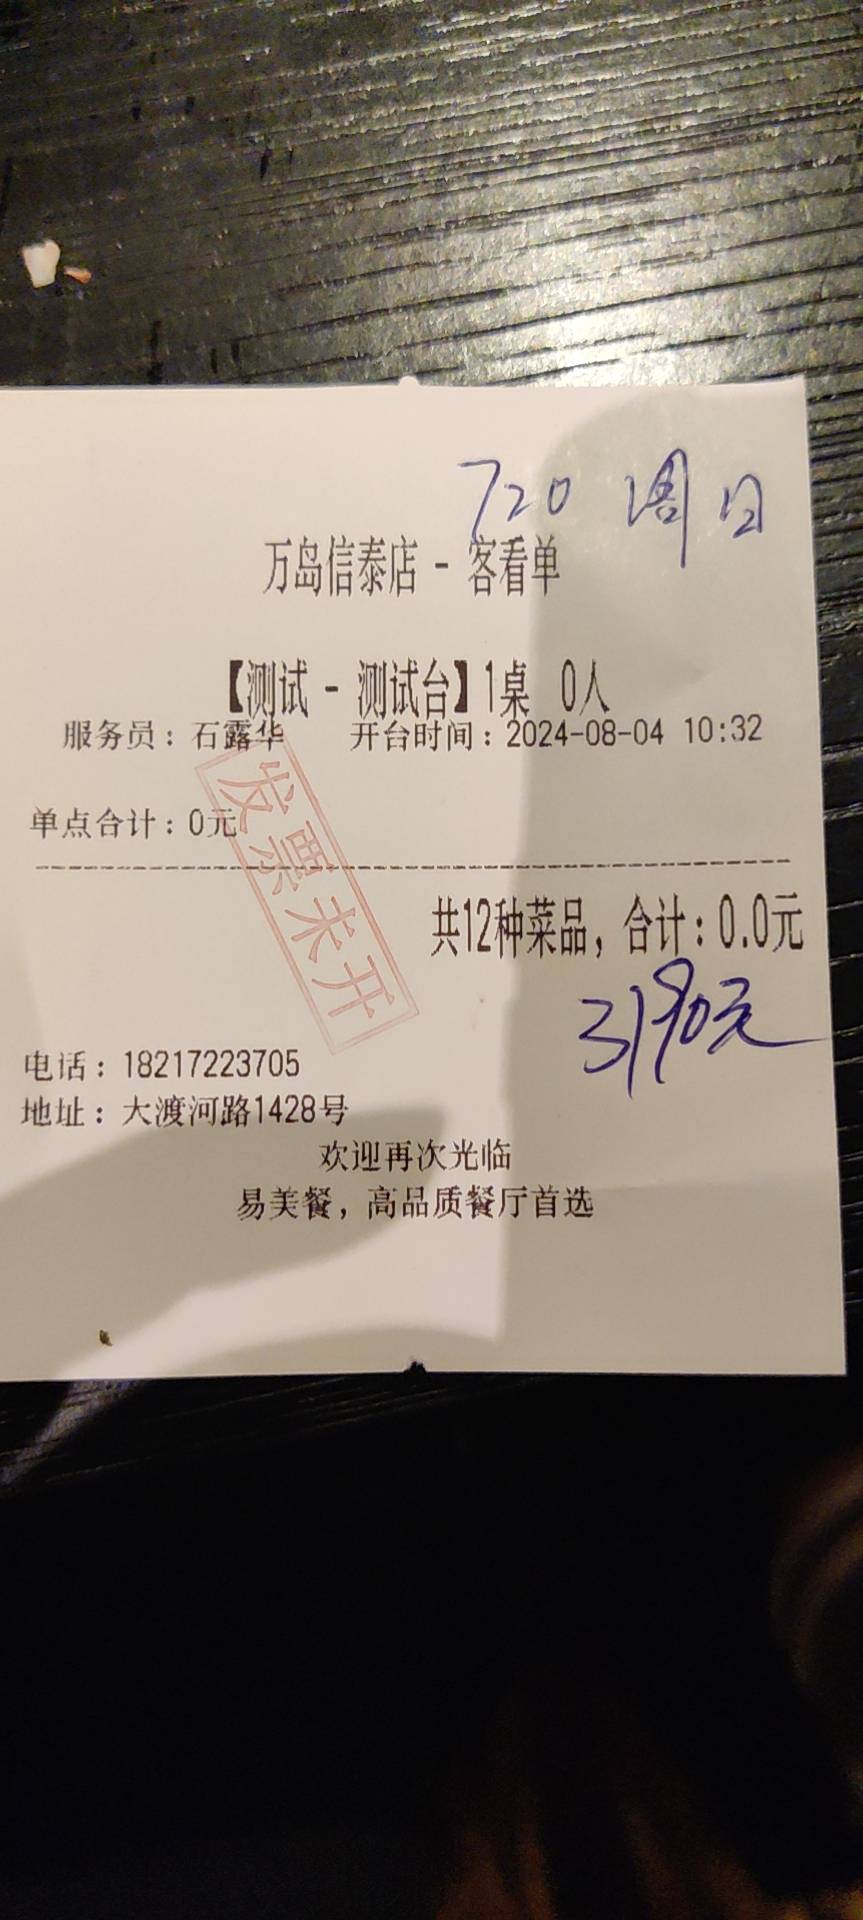 720 周日
万岛信泰店 - 客看单
【测试 - 测试台】1桌 0人
服务员：石露华 开台时间：2024-08-04 10:32
单点合计：0元
发票未开
共12种菜品，合计：0.0元
3190元
电话：18217223705
地址：大渡河路1428号
欢迎再次光临
易美餐，高品质餐厅首选